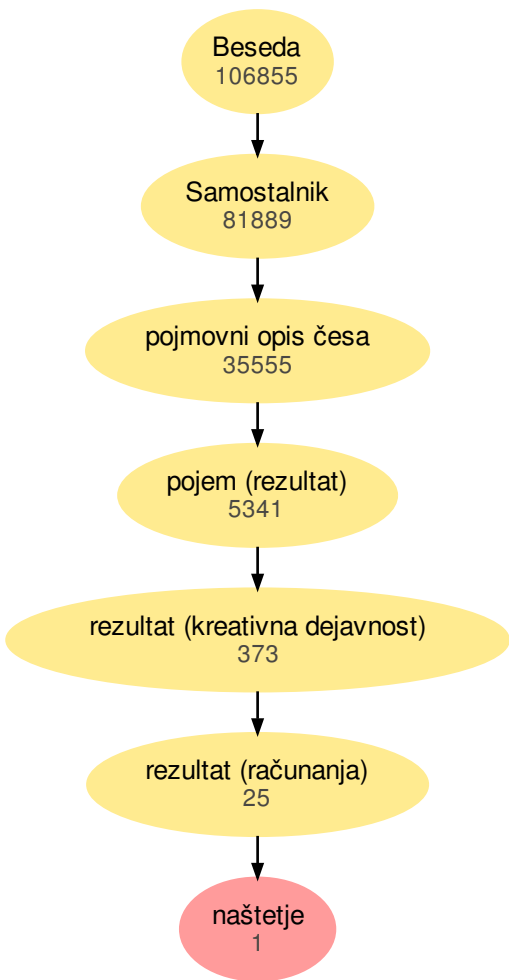 Beseda
106855
Samostalnik
81889
pojmovni opis česa
35555
pojem (rezultat)
5341
rezultat (kreativna dejavnost)
373
rezultat (računanja)
25
naštetje
1